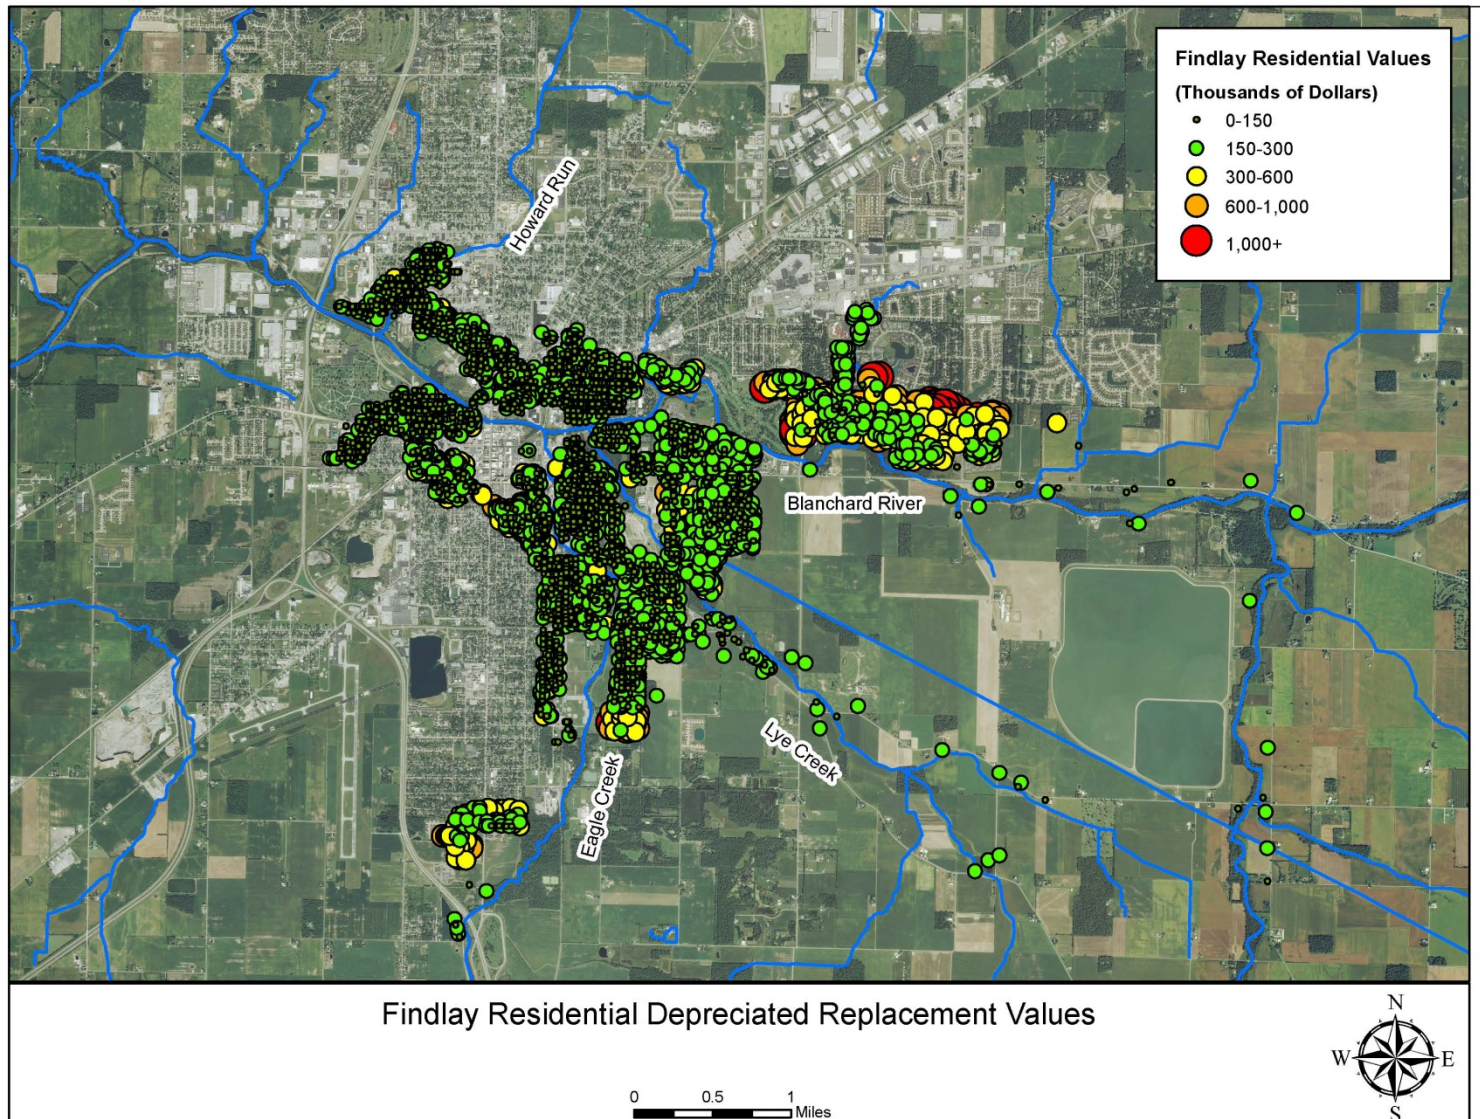 Findlay Residential Values
(Thousands of Dollars)
0-150
150-300
300-600
600-1,000
1,000+
Howard Run
Blanchard River
Lye Creek
Eagle Creek
Findlay Residential Depreciated Replacement Values
N
W
E
S
0
0.5
1
Miles